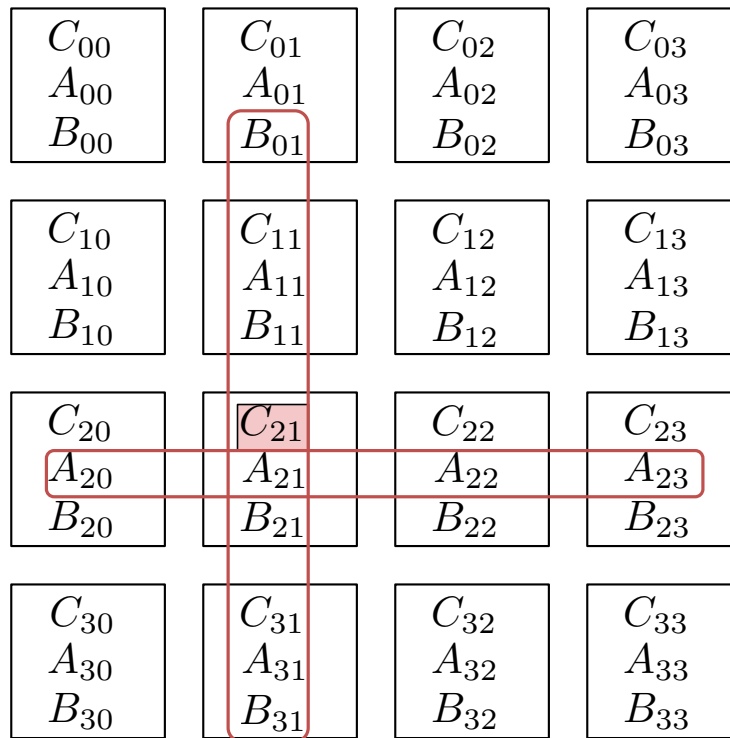 C₀₀ C₀₁ C₀₂ C₀₃
A₀₀ A₀₁ A₀₂ A₀₃
B₀₀ B₀₁ B₀₂ B₀₃
C₁₀ C₁₁ C₁₂ C₁₃
A₁₀ A₁₁ A₁₂ A₁₃
B₁₀ B₁₁ B₁₂ B₁₃
C₂₀ C₂₁ C₂₂ C₂₃
A₂₀ A₂₁ A₂₂ A₂₃
B₂₀ B₂₁ B₂₂ B₂₃
C₃₀ C₃₁ C₃₂ C₃₃
A₃₀ A₃₁ A₃₂ A₃₃
B₃₀ B₃₁ B₃₂ B₃₃